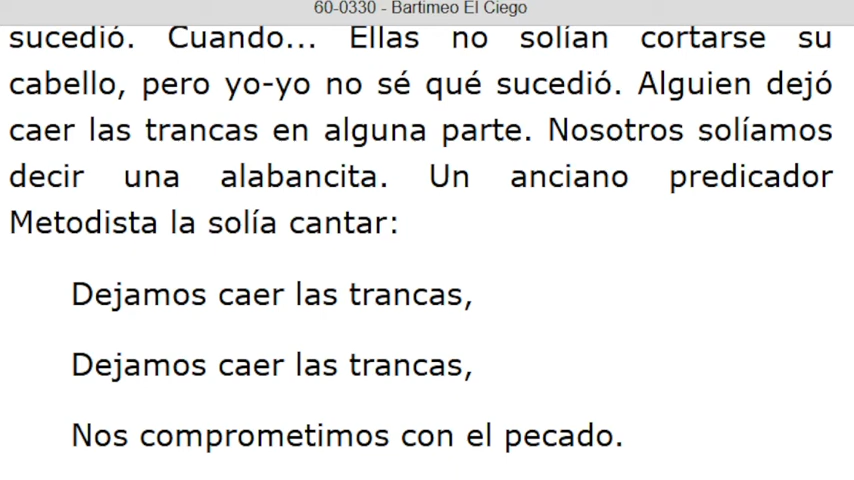 60-0330 - Bartimeo El Ciego
sucedió. Cuando... Ellas no solían cortarse su
cabello, pero yo-yo no sé qué sucedió. Alguien dejó
caer las trancas en alguna parte. Nosotros solíamos
decir una alabancita. Un anciano predicador
Metodista la solía cantar:
Dejamos caer las trancas,
Dejamos caer las trancas,
Nos comprometimos con el pecado.